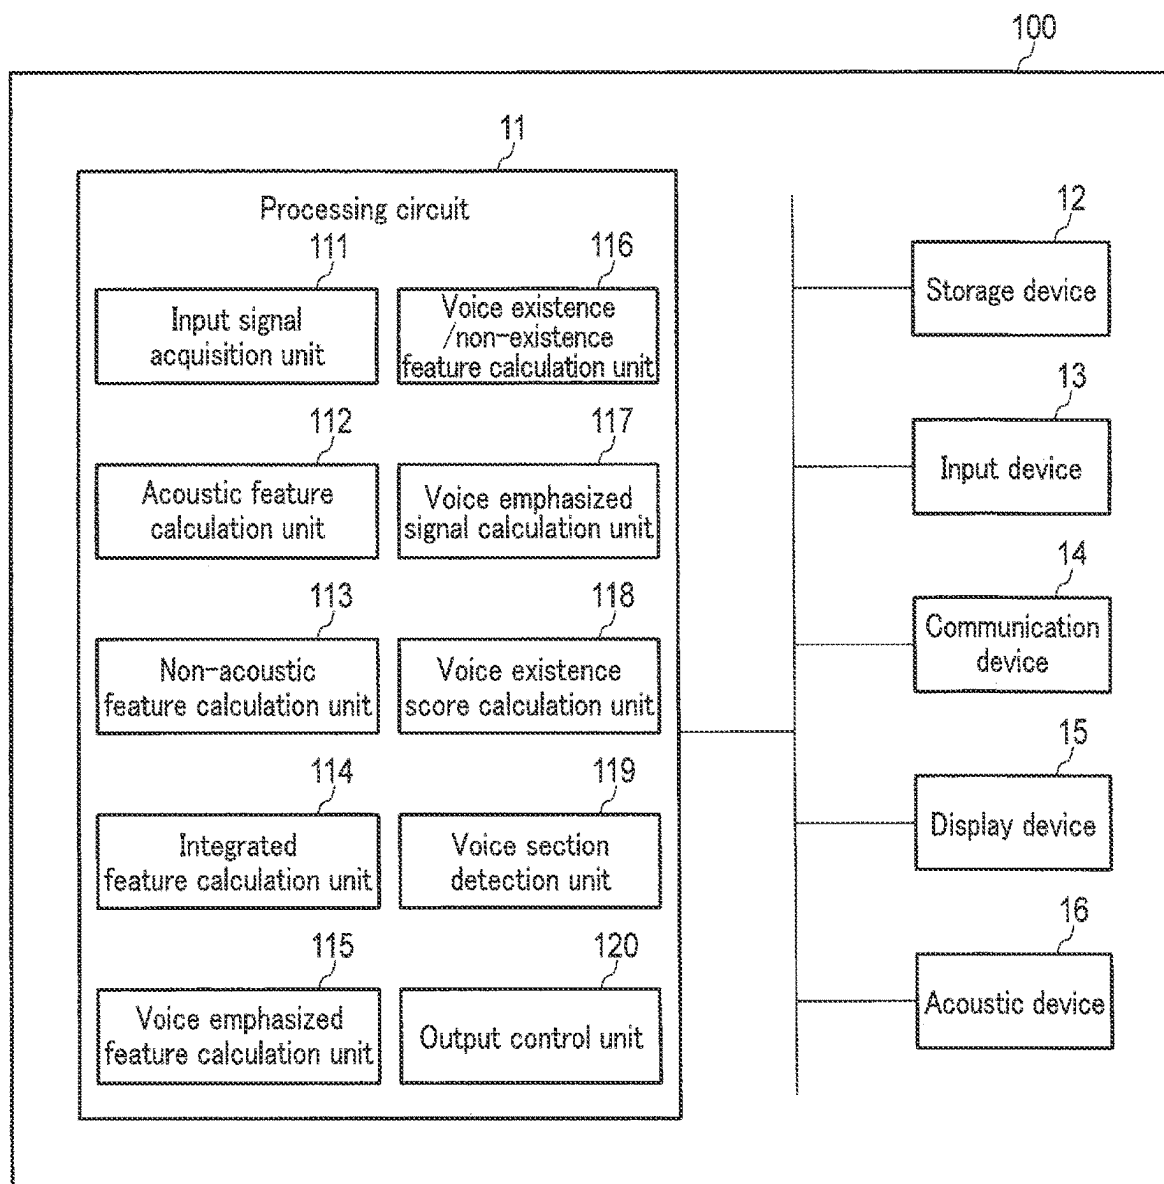 100
11
Processing circuit
111
Input signal
acquisition unit
116
Voice existence
/non-existence
feature calculation unit
112
Acoustic feature
calculation unit
117
Voice emphasized
signal calculation unit
113
Non-acoustic
feature calculation unit
118
Voice existence
score calculation unit
114
Integrated
feature calculation unit
119
Voice section
detection unit
115
Voice emphasized
feature calculation unit
120
Output control unit
12
Storage device
13
Input device
14
Communication
device
15
Display device
16
Acoustic device